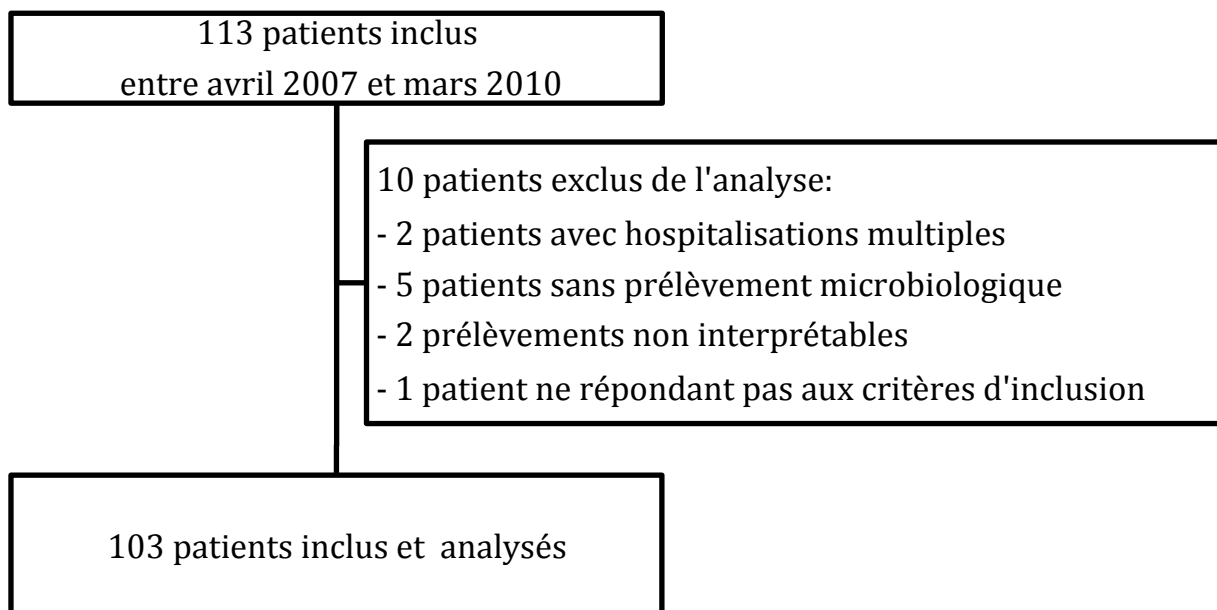 113 patients inclus
entre avril 2007 et mars 2010
10 patients exclus de l'analyse:
- 2 patients avec hospitalisations multiples
- 5 patients sans prélèvement microbiologique
- 2 prélèvements non interprétables
- 1 patient ne répondant pas aux critères d'inclusion
103 patients inclus et  analysés